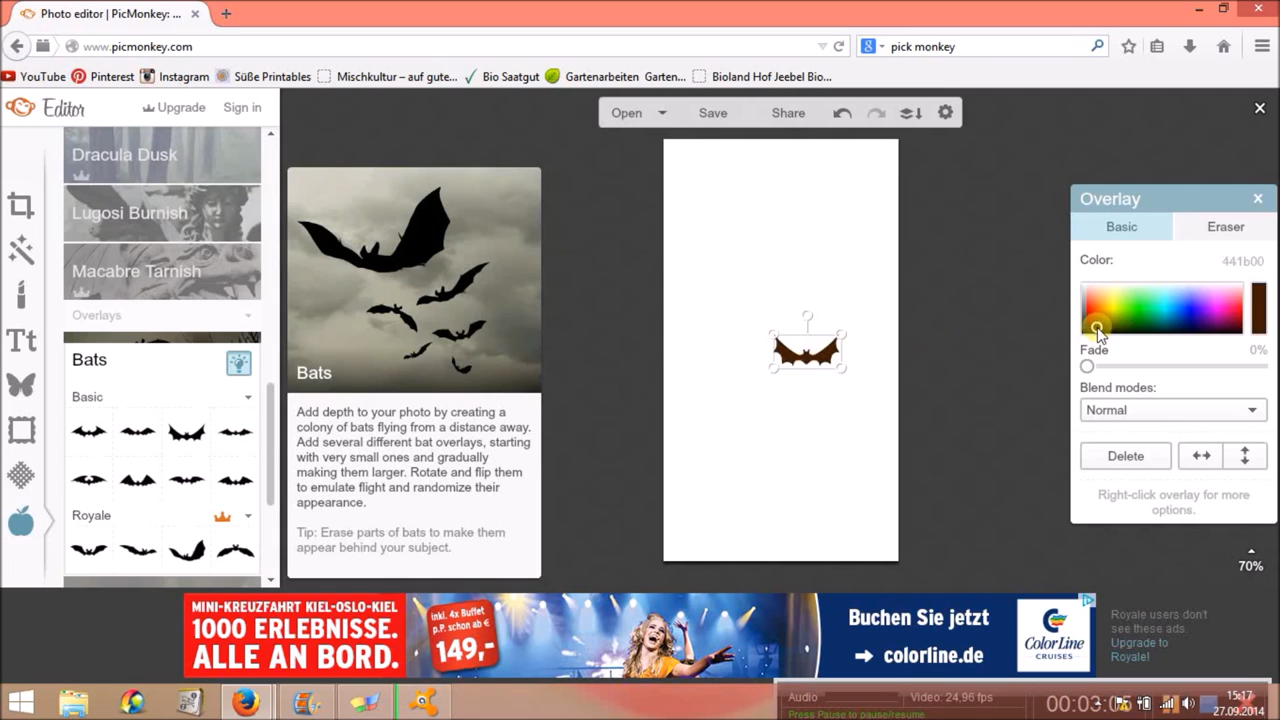 Photo editor | PicMonkey: ...
www.picmonkey.com
pick monkey
YouTube
Pinterest
Instagram
Süße Printables
Mischkultur – auf gute...
Bio Saatgut
Gartenarbeiten Garten...
Bioland Hof Jeebel Bio...
Editor
Upgrade
Sign in
Open
Save
Share
Dracula Dusk
Lugosi Burnish
Macabre Tarnish
Overlays
Bats
Basic
Royale
Bats
Add depth to your photo by creating a
colony of bats flying from a distance away.
Add several different bat overlays, starting
with very small ones and gradually
making them larger. Rotate and flip them
to emulate flight and randomize their
appearance.
Tip: Erase parts of bats to make them
appear behind your subject.
Overlay
Basic
Eraser
Color:
441b00
Fade
0%
Blend modes:
Normal
Delete
Right-click overlay for more
options.
70%
MINI-KREUZFAHRT KIEL-OSLO-KIEL
1000 ERLEBNISSE.
ALLE AN BORD.
inkl. 4x Buffet
p.P. schon ab €
149,-
Buchen Sie jetzt
→ colorline.de
COLOR LINE
CRUISES
Royale users don't
see these ads.
Upgrade to
Royale!
Audio
Video: 24,96 fps
00:03:05
Press Pause to pause/resume
15:17
27.09.2014